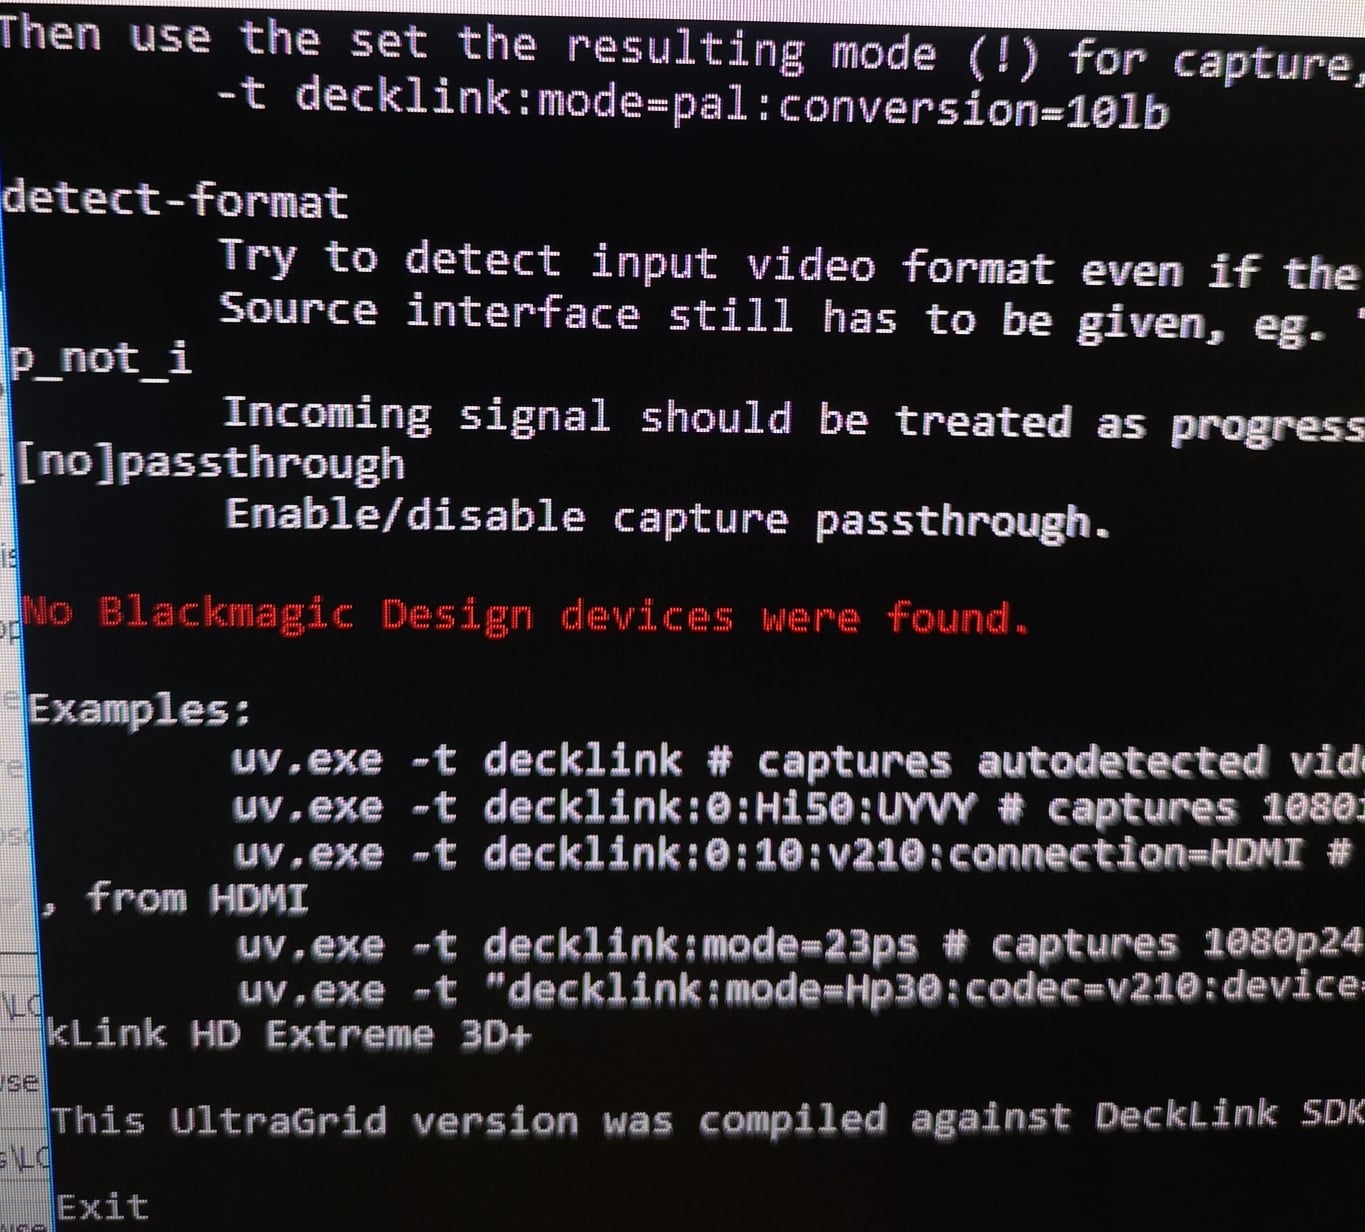 Then use the set the resulting mode (!) for capture,
-t decklink:mode=pal:conversion=10lb
detect-format
Try to detect input video format even if the
Source interface still has to be given, eg. "
p_not_i
Incoming signal should be treated as progress
[no]passthrough
Enable/disable capture passthrough.
No Blackmagic Design devices were found.
Examples:
uv.exe -t decklink # captures autodetected vid
uv.exe -t decklink:0:Hi50:UYVY # captures 1080
uv.exe -t decklink:0:10:v210:connection=HDMI #
, from HDMI
uv.exe -t decklink:mode=23ps # captures 1080p24
uv.exe -t "decklink:mode=Hp30:codec=v210:device=
kLink HD Extreme 3D+
This UltraGrid version was compiled against DeckLink SDK
Exit